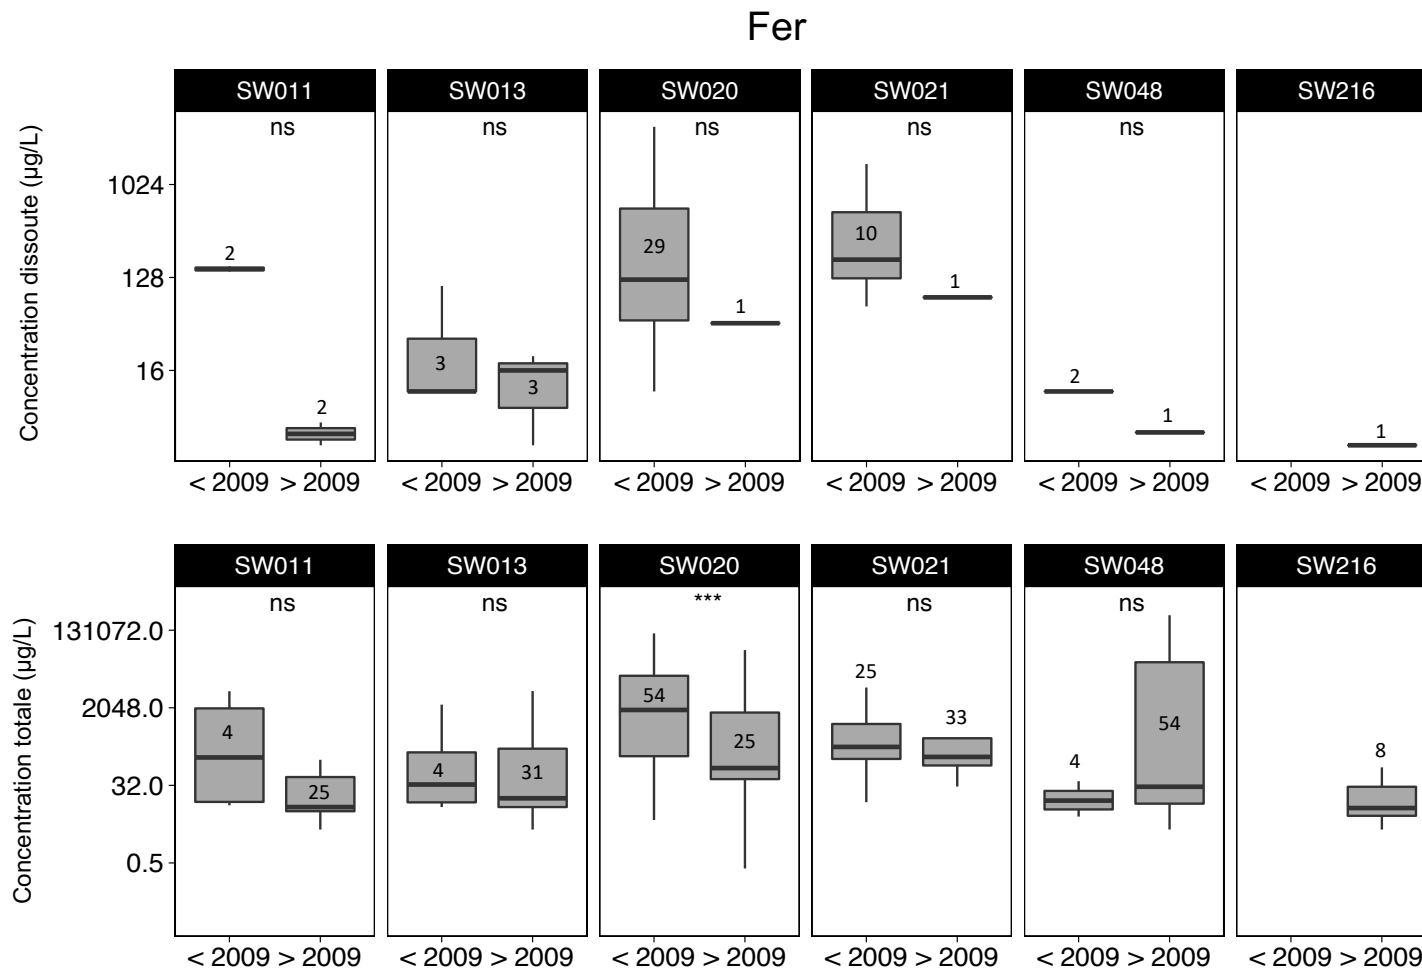 Fer
SW011 SW013 SW020 SW021 SW048 SW216
ns ns ns ns ns
Concentration dissoute (µg/L)
1024
128
16
2 2 3 3 29 1 10 1 2 1 1
< 2009 > 2009 < 2009 > 2009 < 2009 > 2009 < 2009 > 2009 < 2009 > 2009 < 2009 > 2009
SW011 SW013 SW020 SW021 SW048 SW216
ns ns *** ns ns
Concentration totale (µg/L)
131072.0
2048.0
32.0
0.5
4 25 4 31 54 25 25 33 4 54 8
< 2009 > 2009 < 2009 > 2009 < 2009 > 2009 < 2009 > 2009 < 2009 > 2009 < 2009 > 2009